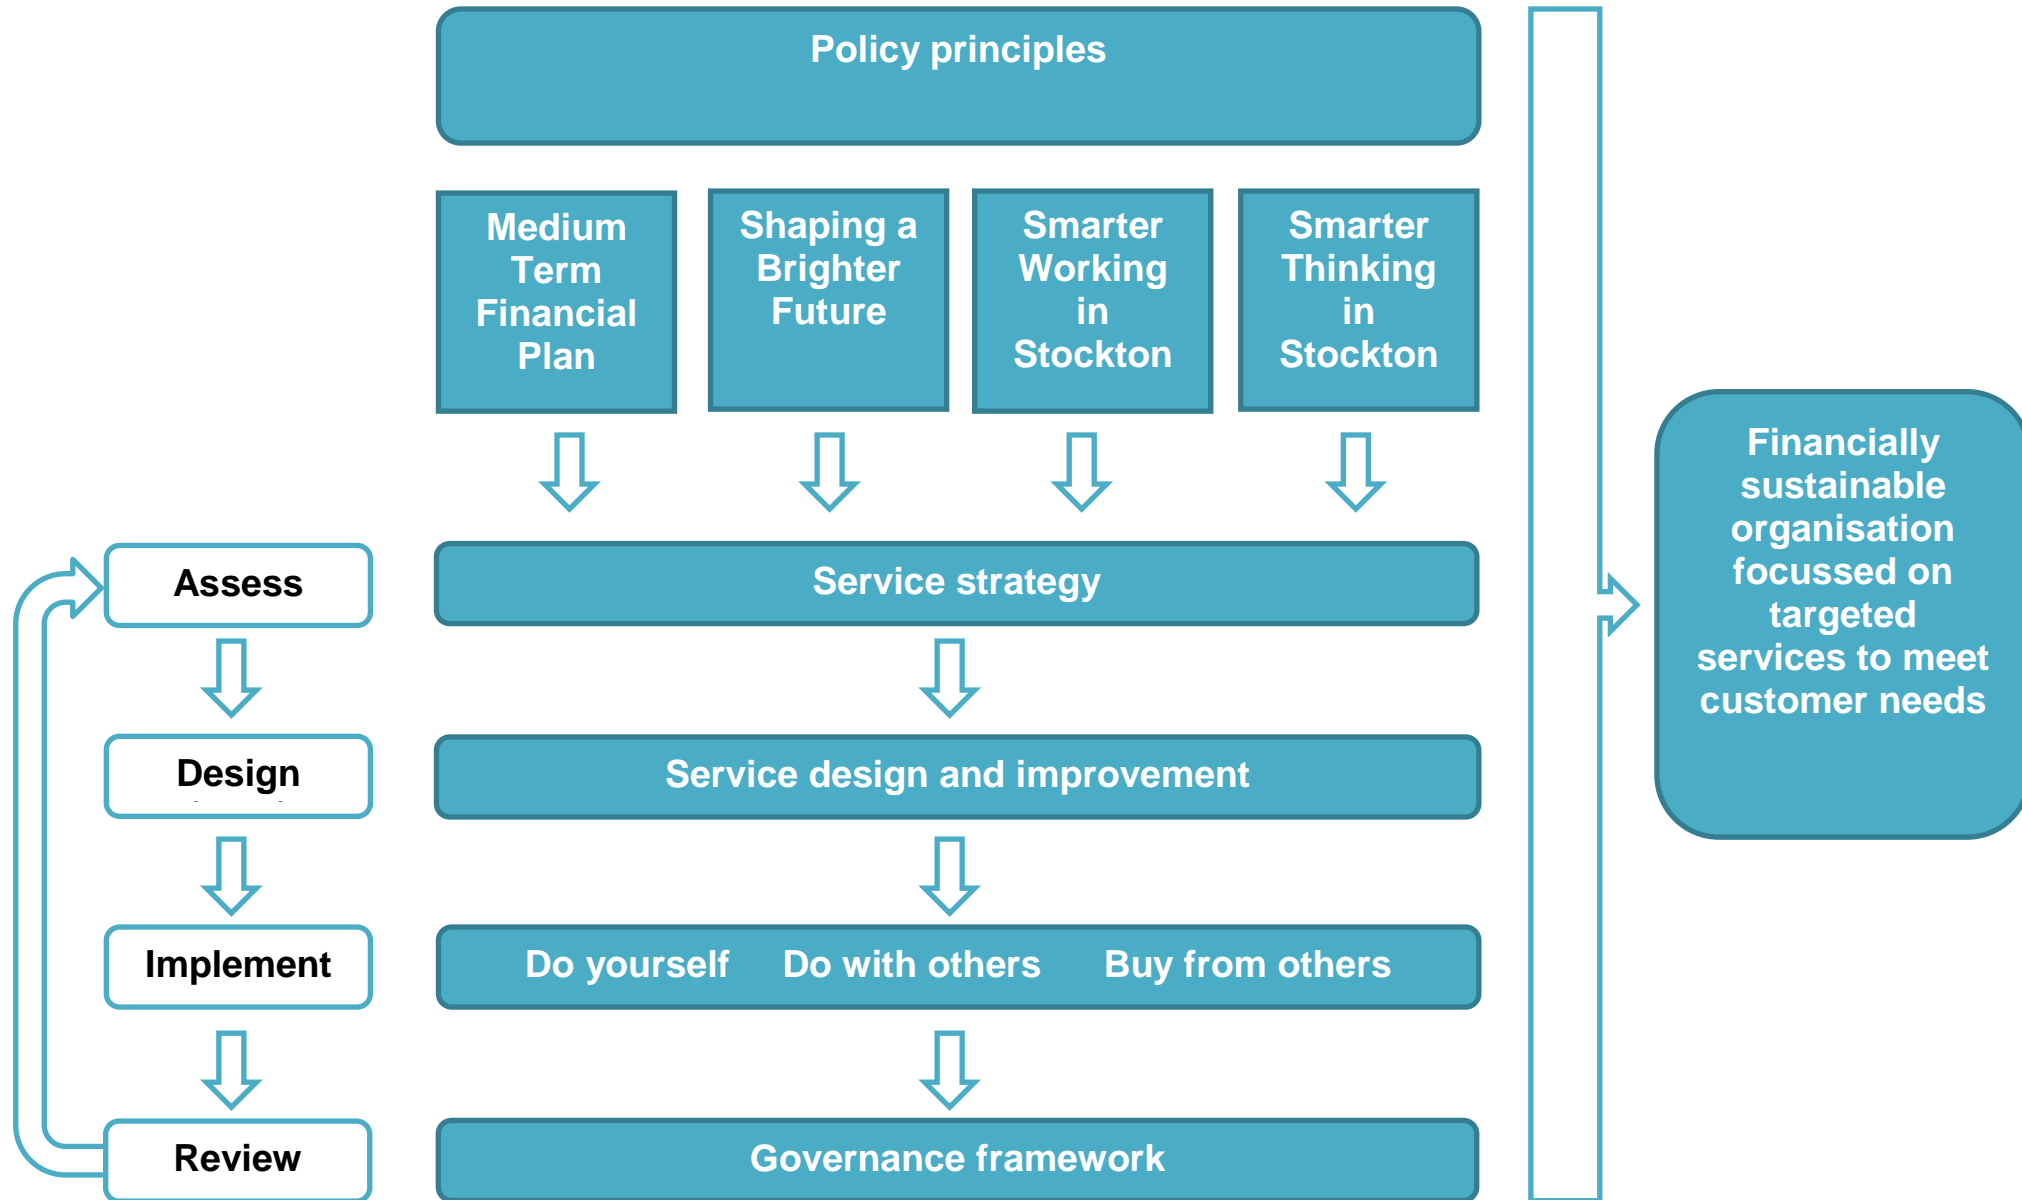 Policy principles
Medium
Term
Financial
Plan
Shaping a
Brighter
Future
Smarter
Working
in
Stockton
Smarter
Thinking
in
Stockton
Financially
sustainable
organisation
focussed on
targeted
services to meet
customer needs
Assess
Service strategy
Design
Service design and improvement
Implement
Do yourself Do with others Buy from others
Review
Governance framework